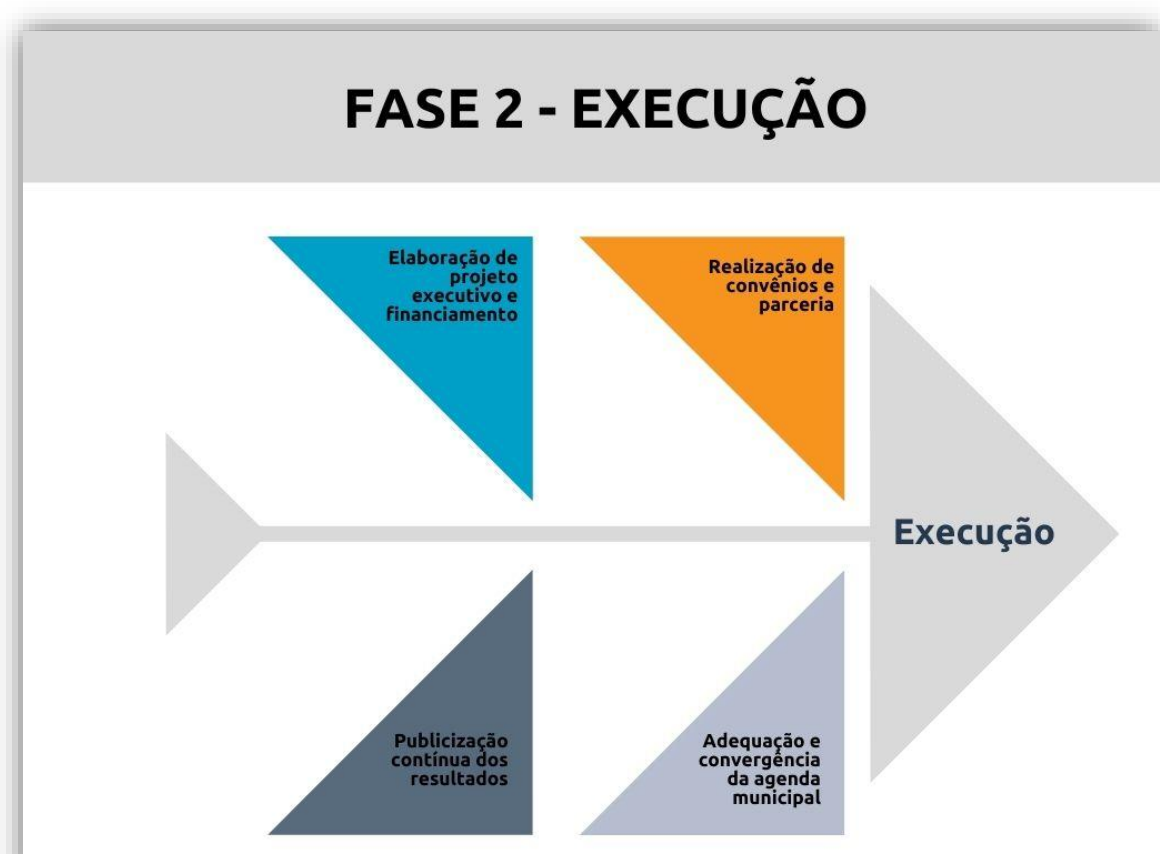 FASE 2 - EXECUÇÃO
Elaboração de
projeto
executivo e
financiamento
Realização de
convênios e
parceria
Execução
Publicização
contínua dos
resultados
Adequação e
convergência
da agenda
municipal